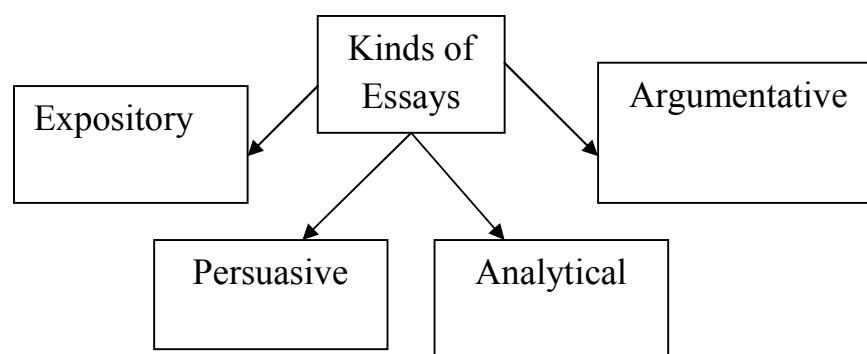 Kinds of
Essays
Expository
Argumentative
Persuasive
Analytical